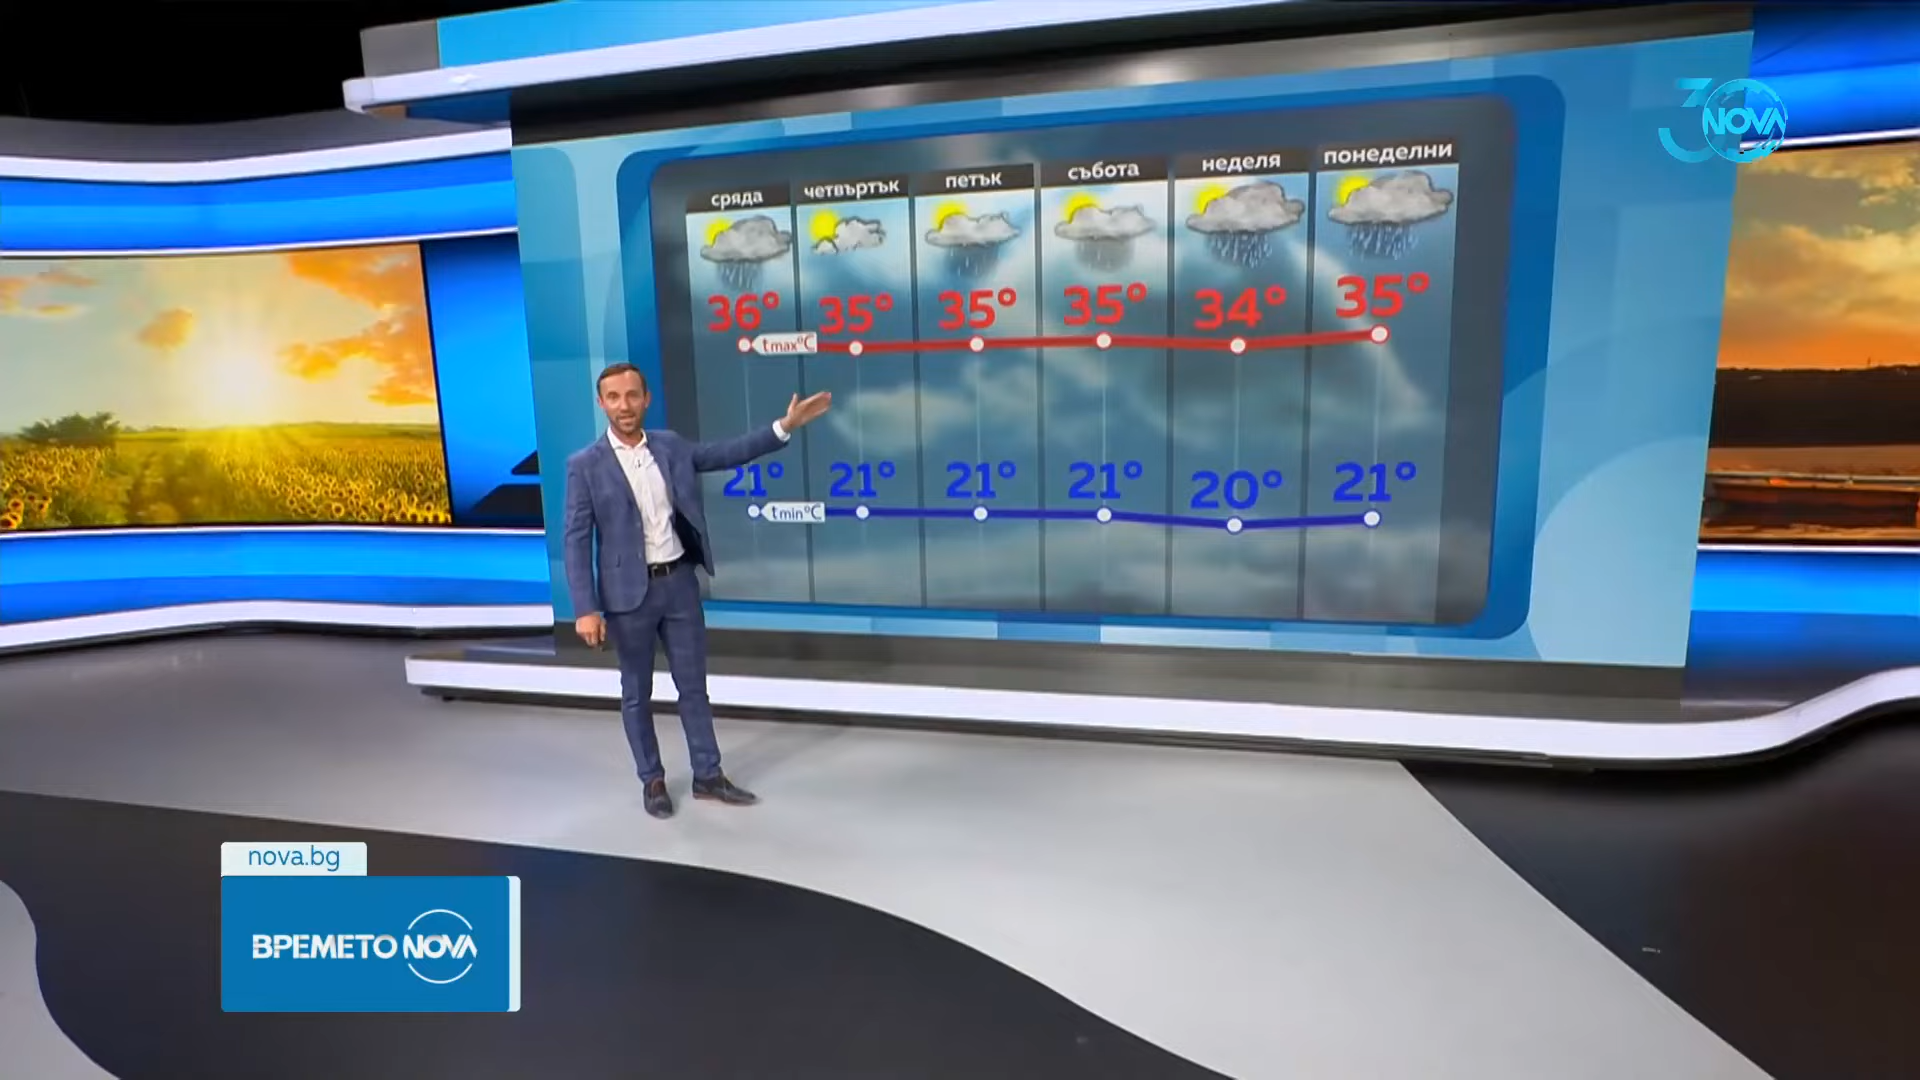 30 NOVA
сряда четвъртък петък събота неделя понеделни
36° 35° 35° 35° 34° 35°
tmax°C
21° 21° 21° 21° 20° 21°
tmin°C
nova.bg
ВРЕМЕТО NOVA